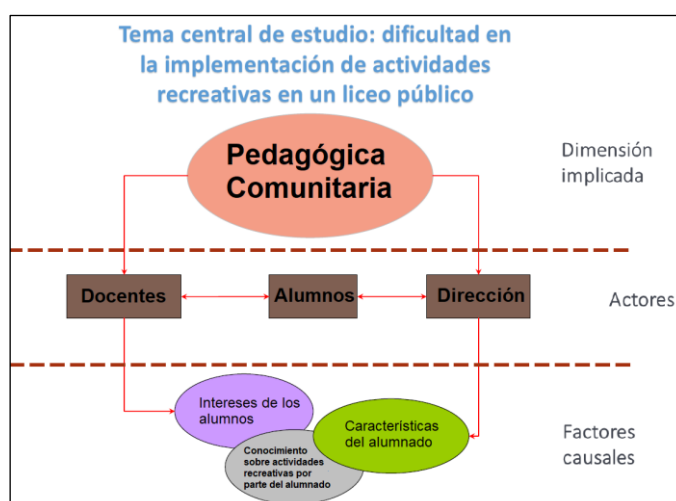 Tema central de estudio: dificultad en
la implementación de actividades
recreativas en un liceo público
Pedagógica
Comunitaria
Dimensión
implicada
Docentes
Alumnos
Dirección
Actores
Intereses de los
alumnos
Características
del alumnado
Conocimiento
sobre actividades
recreativas por
parte del alumnado
Factores
causales